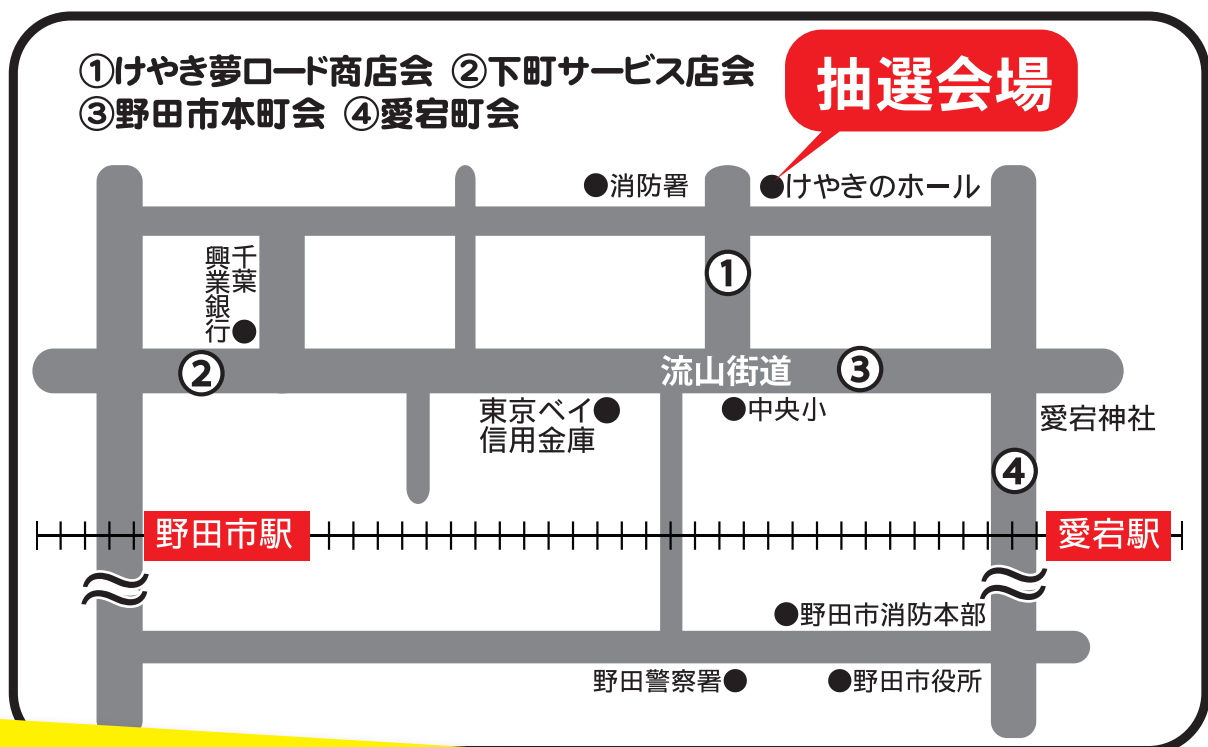 ①けやき夢ロード商店会 ②下町サービス店会
③野田市本町会 ④愛宕町会
抽選会場
●消防署
●けやきのホール
千葉
興業銀行●
①
②
流山街道
③
東京ベイ●
信用金庫
●中央小
愛宕神社
④
野田市駅
愛宕駅
●野田市消防本部
野田警察署●
●野田市役所